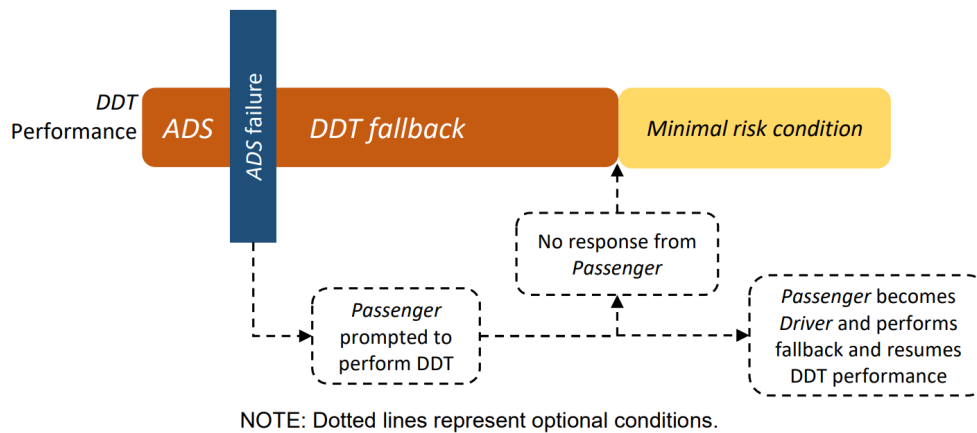 DDT
Performance
ADS
ADS failure
DDT fallback
Minimal risk condition
No response from
Passenger
Passenger
prompted to
perform DDT
Passenger becomes
Driver and performs
fallback and resumes
DDT performance
NOTE: Dotted lines represent optional conditions.